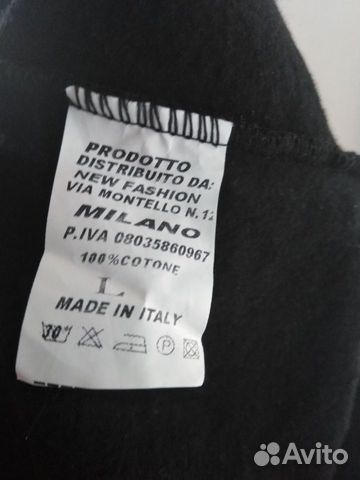 PRODOTTO
DISTRIBUITO DA:
NEW FASHION
VIA MONTELLO N.12
MILANO
P.IVA 08035860967
100%COTONE
L
MADE IN ITALY
30°
P
Avito